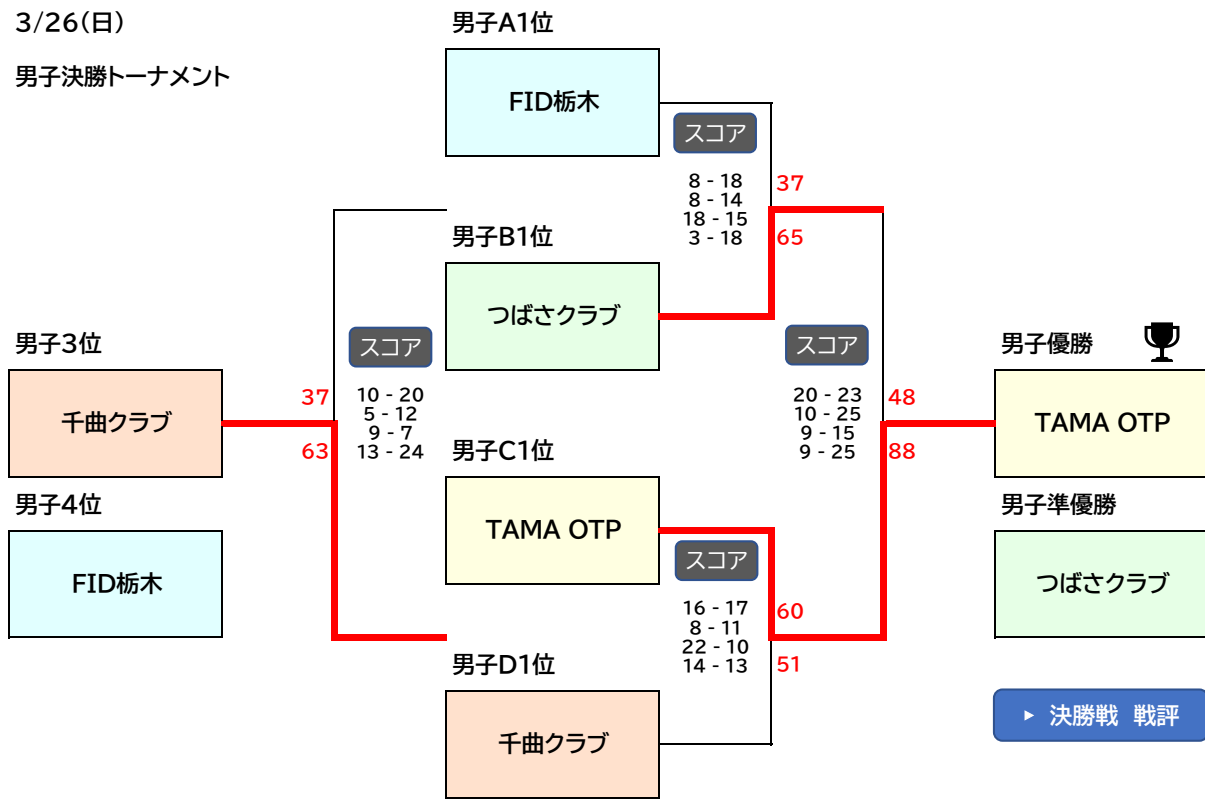 3/26(日)
男子決勝トーナメント
男子A1位
FID栃木
スコア
8 - 18
8 - 14
18 - 15
3 - 18
37
65
男子B1位
つばさクラブ
男子3位
千曲クラブ
男子4位
FID栃木
スコア
10 - 20
5 - 12
9 - 7
13 - 24
37
63
男子C1位
TAMA OTP
スコア
16 - 17
8 - 11
22 - 10
14 - 13
60
51
男子D1位
千曲クラブ
スコア
20 - 23
10 - 25
9 - 15
9 - 25
48
88
男子優勝
TAMA OTP
男子準優勝
つばさクラブ
▶ 決勝戦 戦評